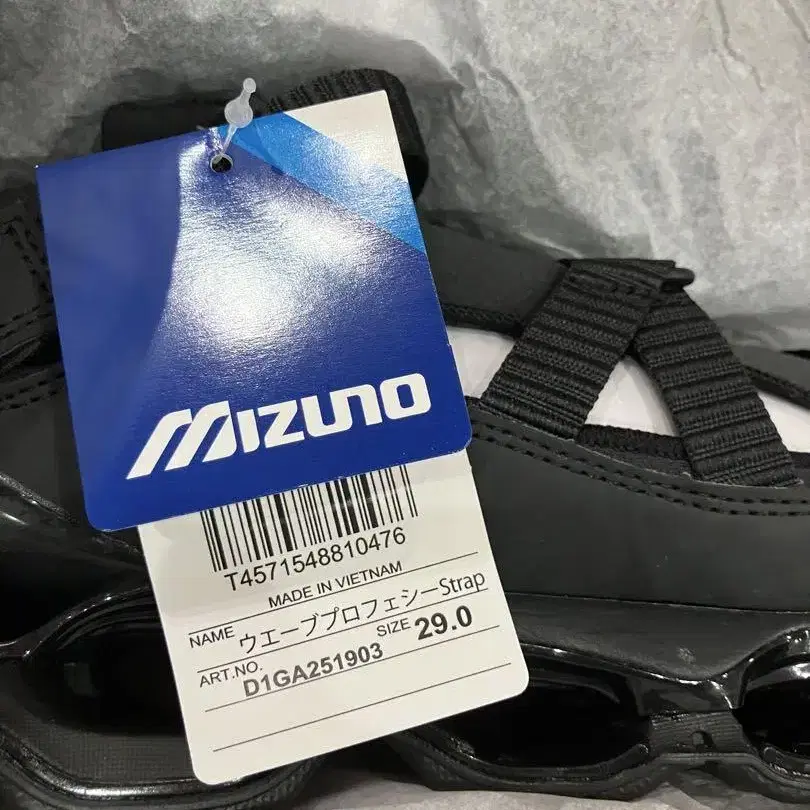 MIZUNO
T4571548810476
MADE IN VIETNAM
NAME ウエーブプロフェシーStrap
ART.NO. D1GA251903 SIZE 29.0